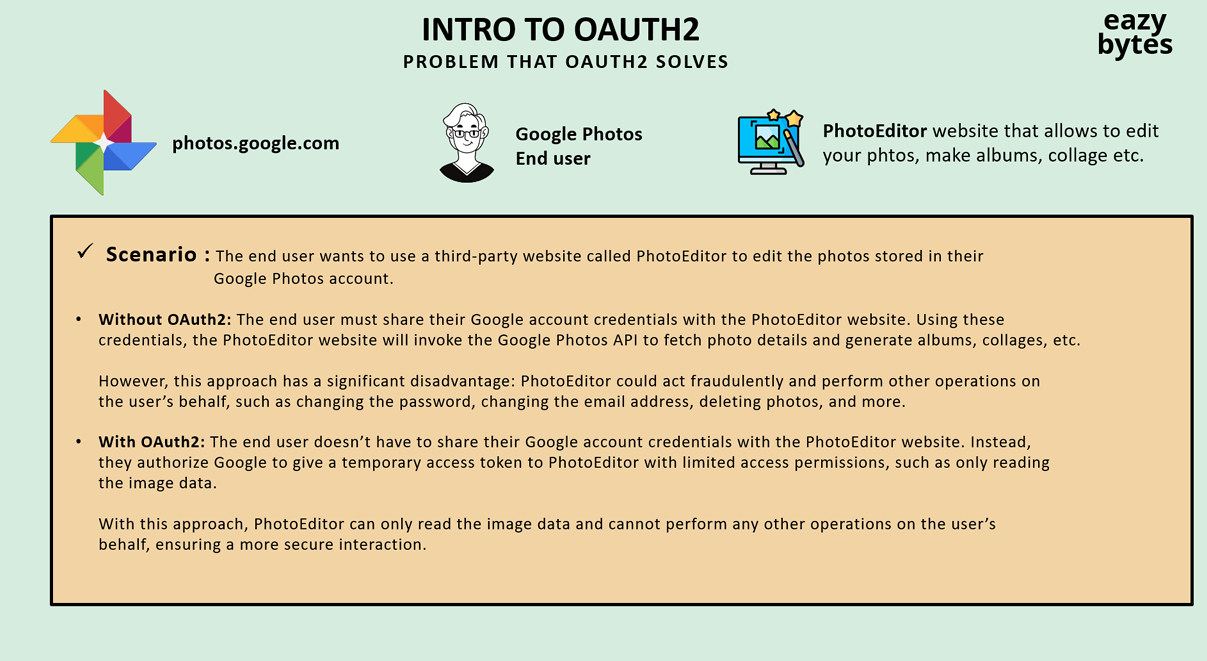 INTRO TO OAUTH2
PROBLEM THAT OAUTH2 SOLVES
eazy
bytes
photos.google.com
Google Photos
End user
PhotoEditor website that allows to edit
your phtos, make albums, collage etc.
✓ Scenario : The end user wants to use a third-party website called PhotoEditor to edit the photos stored in their
Google Photos account.
• Without OAuth2: The end user must share their Google account credentials with the PhotoEditor website. Using these
credentials, the PhotoEditor website will invoke the Google Photos API to fetch photo details and generate albums, collages, etc.
However, this approach has a significant disadvantage: PhotoEditor could act fraudulently and perform other operations on
the user’s behalf, such as changing the password, changing the email address, deleting photos, and more.
• With OAuth2: The end user doesn’t have to share their Google account credentials with the PhotoEditor website. Instead,
they authorize Google to give a temporary access token to PhotoEditor with limited access permissions, such as only reading
the image data.
With this approach, PhotoEditor can only read the image data and cannot perform any other operations on the user’s
behalf, ensuring a more secure interaction.